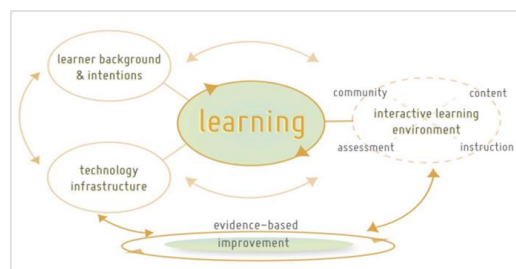 learner background
& intentions
learning
community
content
interactive learning
environment
assessment
instruction
technology
infrastructure
evidence-based
improvement